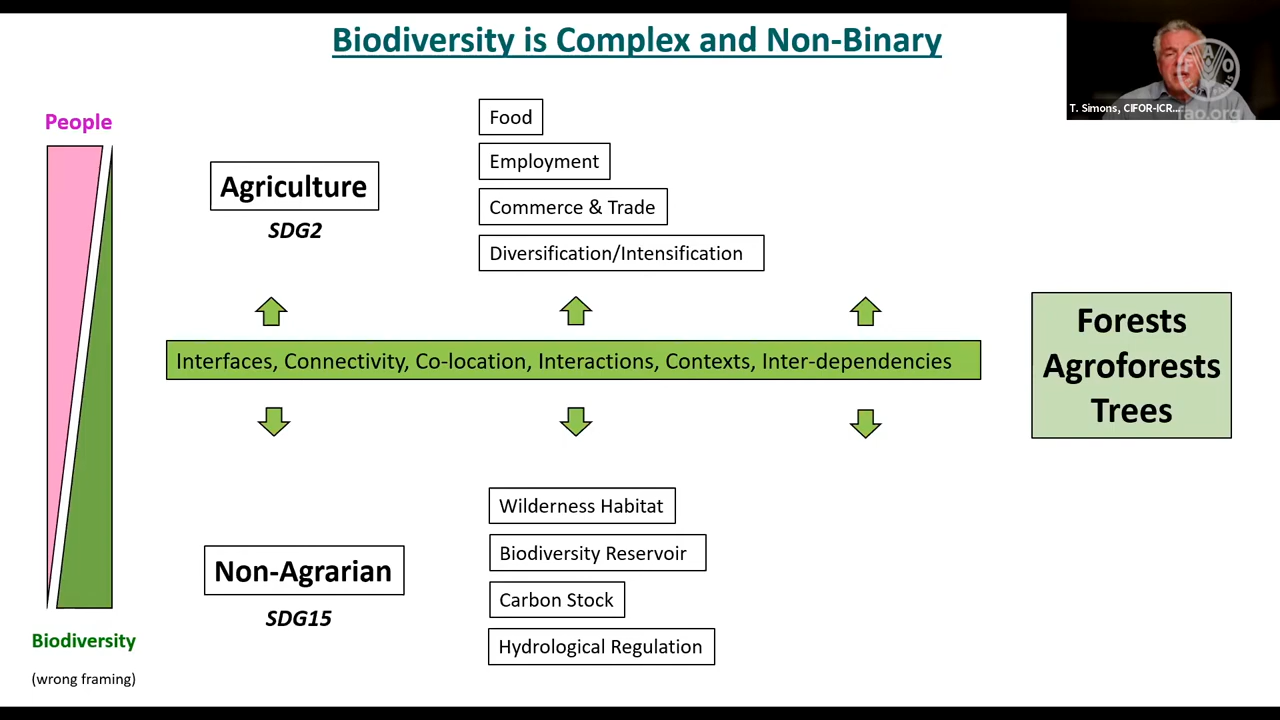 Biodiversity is Complex and Non-Binary
FAO
T. Simons, CIFOR-ICR...
fao.org
People
Food
Employment
Agriculture
Commerce & Trade
SDG2
Diversification/Intensification
Interfaces, Connectivity, Co-location, Interactions, Contexts, Inter-dependencies
Forests
Agroforests
Trees
Wilderness Habitat
Biodiversity Reservoir
Non-Agrarian
Carbon Stock
SDG15
Hydrological Regulation
Biodiversity
(wrong framing)